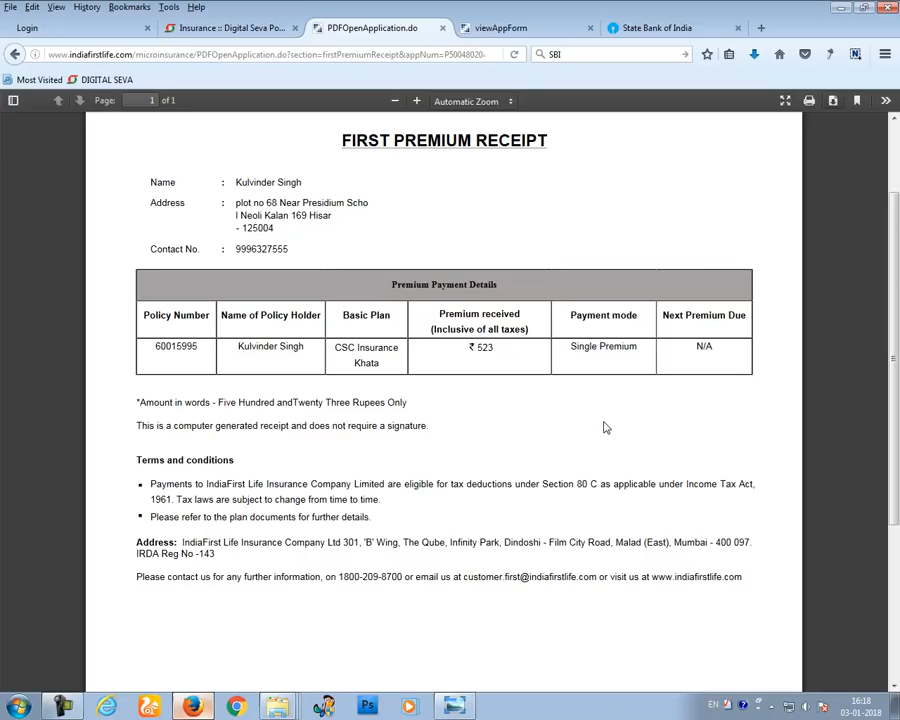 File Edit View History Bookmarks Tools Help
Login
Insurance :: Digital Seva Po...
PDFOpenApplication.do
viewAppForm
State Bank of India
www.indiafirstlife.com/microinsurance/PDFOpenApplication.do?section=firstPremiumReceipt&appNum=P50048020-
SBI
Most Visited DIGITAL SEVA
Page: 1 of 1
Automatic Zoom
FIRST PREMIUM RECEIPT
Name : Kulvinder Singh
Address : plot no 68 Near Presidium Scho
l Neoli Kalan 169 Hisar
- 125004
Contact No. : 9996327555
Premium Payment Details
Policy Number Name of Policy Holder Basic Plan Premium received (Inclusive of all taxes) Payment mode Next Premium Due
60015995 Kulvinder Singh CSC Insurance Khata ₹ 523 Single Premium N/A
*Amount in words - Five Hundred andTwenty Three Rupees Only
This is a computer generated receipt and does not require a signature.
Terms and conditions
Payments to IndiaFirst Life Insurance Company Limited are eligible for tax deductions under Section 80 C as applicable under Income Tax Act,
1961. Tax laws are subject to change from time to time.
Please refer to the plan documents for further details.
Address: IndiaFirst Life Insurance Company Ltd 301, 'B' Wing, The Qube, Infinity Park, Dindoshi - Film City Road, Malad (East), Mumbai - 400 097.
IRDA Reg No -143
Please contact us for any further information, on 1800-209-8700 or email us at customer.first@indiafirstlife.com or visit us at www.indiafirstlife.com
Ps
EN
16:18
03-01-2018